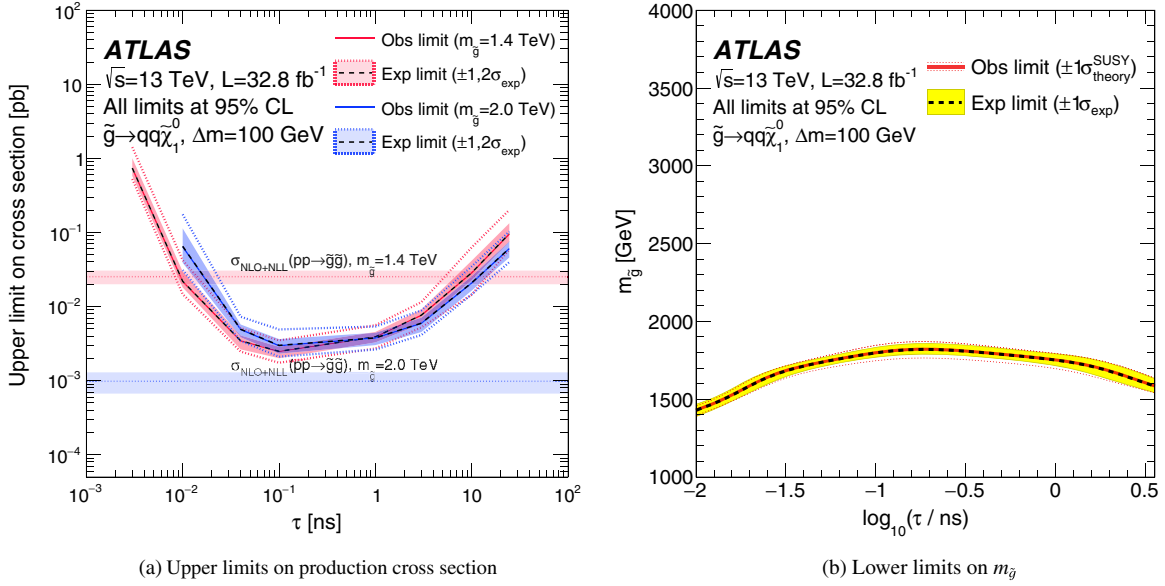 ATLAS
√s=13 TeV, L=32.8 fb⁻¹
All limits at 95% CL
g̃→qqχ̃₁⁰, Δm=100 GeV
Obs limit (m_g̃=1.4 TeV)
Exp limit (±1,2σ_exp)
Obs limit (m_g̃=2.0 TeV)
Exp limit (±1,2σ_exp)
σ_NLO+NLL(pp→g̃g̃), m_g̃=1.4 TeV
σ_NLO+NLL(pp→g̃g̃), m_g̃=2.0 TeV
Upper limit on cross section [pb]
10²
10
1
10⁻¹
10⁻²
10⁻³
10⁻⁴
10⁻³ 10⁻² 10⁻¹ 1 10 10²
τ [ns]
(a) Upper limits on production cross section
ATLAS
√s=13 TeV, L=32.8 fb⁻¹
All limits at 95% CL
g̃→qqχ̃₁⁰, Δm=100 GeV
Obs limit (±1σ_theory^SUSY)
Exp limit (±1σ_exp)
m_g̃ [GeV]
4000
3500
3000
2500
2000
1500
1000
−2 −1.5 −1 −0.5 0 0.5
log₁₀(τ / ns)
(b) Lower limits on m_g̃